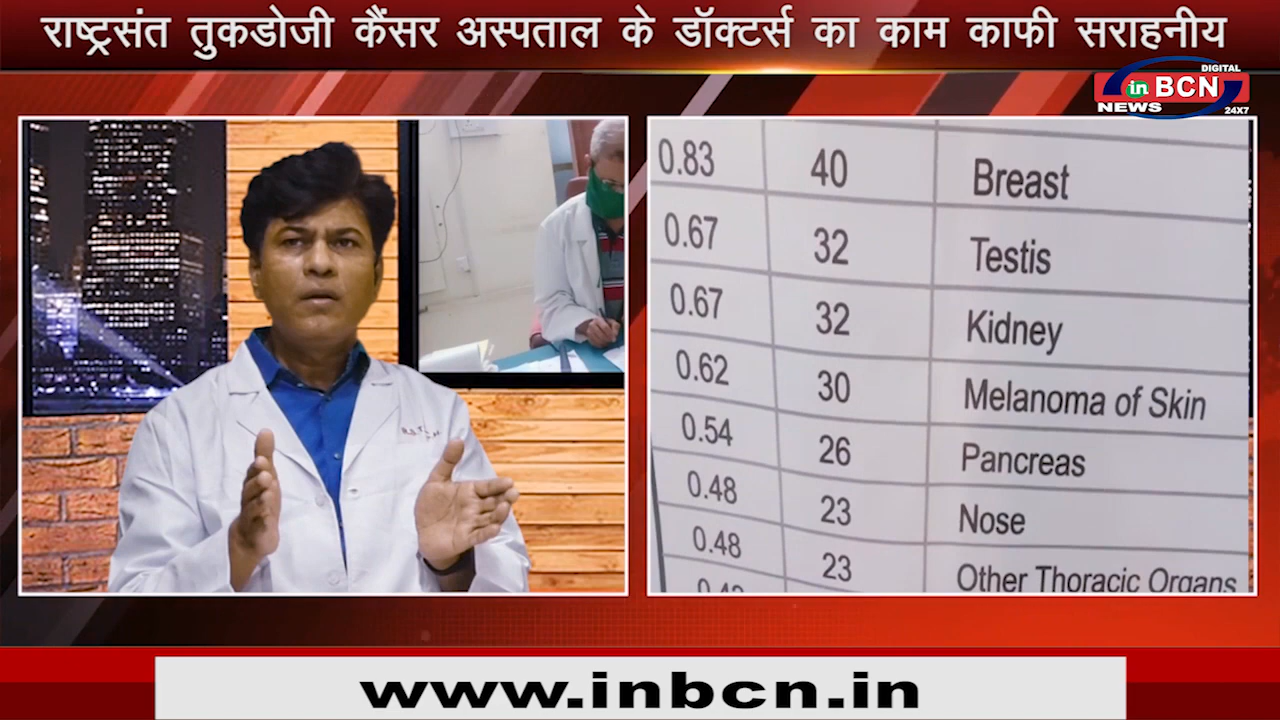 राष्ट्रसंत तुकडोजी कैंसर अस्पताल के डॉक्टर्स का काम काफी सराहनीय
DIGITAL
in BCN
NEWS 24X7
0.83 40 Breast
0.67 32 Testis
0.67 32 Kidney
0.62 30 Melanoma of Skin
0.54 26 Pancreas
0.48 23 Nose
0.48 23 Other Thoracic Organs
www.inbcn.in